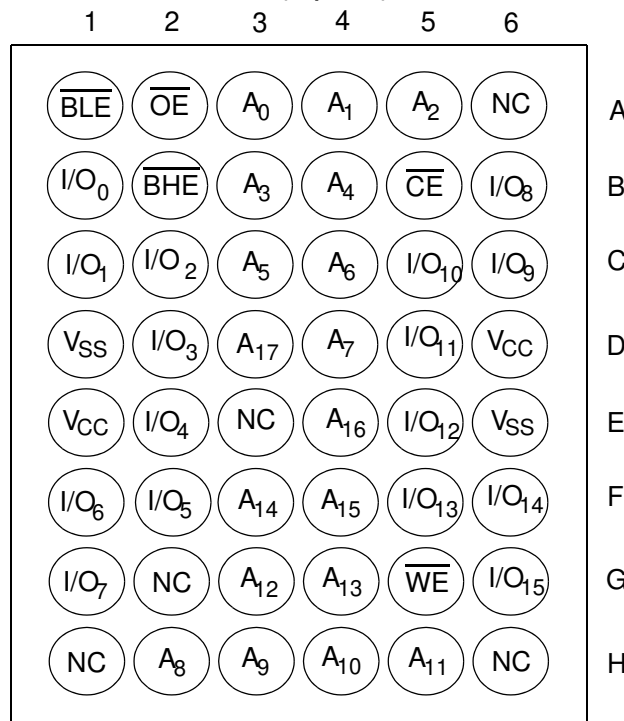 1 2 3 4 5 6
BLE OE A0 A1 A2 NC A
I/O0 BHE A3 A4 CE I/O8 B
I/O1 I/O2 A5 A6 I/O10 I/O9 C
VSS I/O3 A17 A7 I/O11 VCC D
VCC I/O4 NC A16 I/O12 VSS E
I/O6 I/O5 A14 A15 I/O13 I/O14 F
I/O7 NC A12 A13 WE I/O15 G
NC A8 A9 A10 A11 NC H